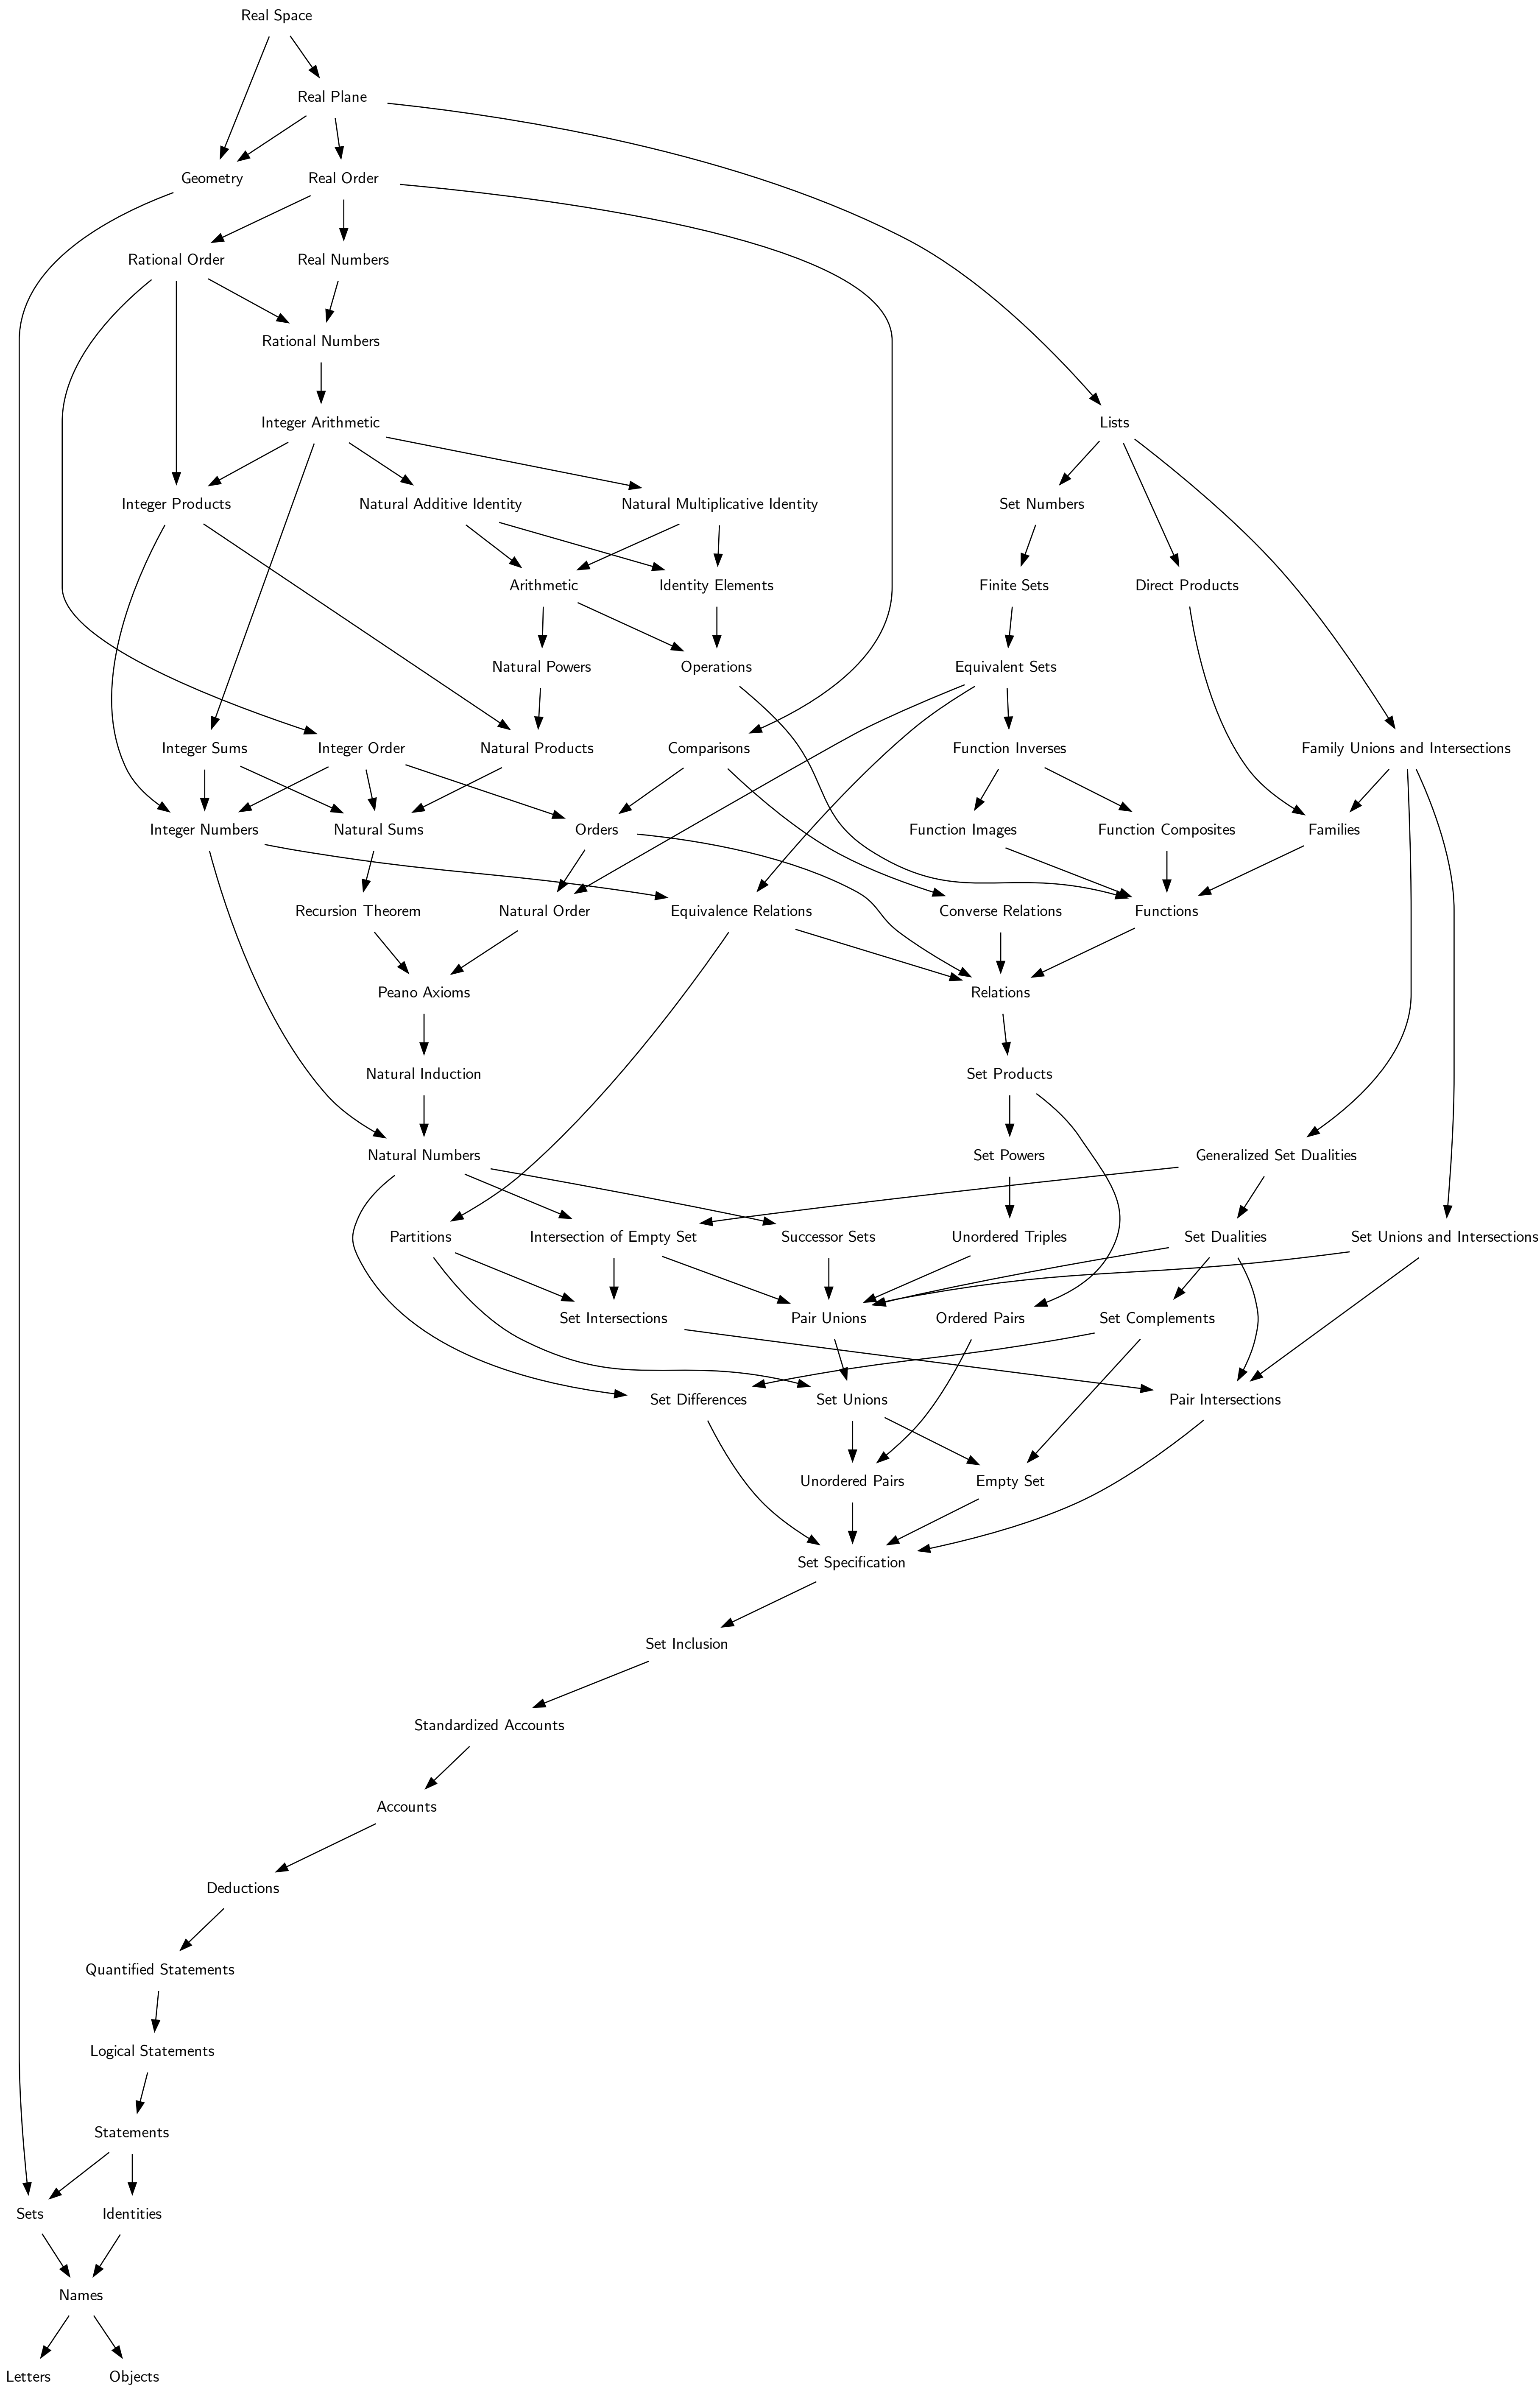 Real Space
Real Plane
Geometry
Real Order
Rational Order
Real Numbers
Rational Numbers
Integer Arithmetic
Lists
Integer Products
Natural Additive Identity
Natural Multiplicative Identity
Set Numbers
Arithmetic
Identity Elements
Finite Sets
Direct Products
Natural Powers
Operations
Equivalent Sets
Integer Sums
Integer Order
Natural Products
Comparisons
Function Inverses
Family Unions and Intersections
Integer Numbers
Natural Sums
Orders
Function Images
Function Composites
Families
Recursion Theorem
Natural Order
Equivalence Relations
Converse Relations
Functions
Peano Axioms
Relations
Natural Induction
Set Products
Natural Numbers
Set Powers
Generalized Set Dualities
Partitions
Intersection of Empty Set
Successor Sets
Unordered Triples
Set Dualities
Set Unions and Intersections
Set Intersections
Pair Unions
Ordered Pairs
Set Complements
Set Differences
Set Unions
Pair Intersections
Unordered Pairs
Empty Set
Set Specification
Set Inclusion
Standardized Accounts
Accounts
Deductions
Quantified Statements
Logical Statements
Statements
Sets
Identities
Names
Letters
Objects